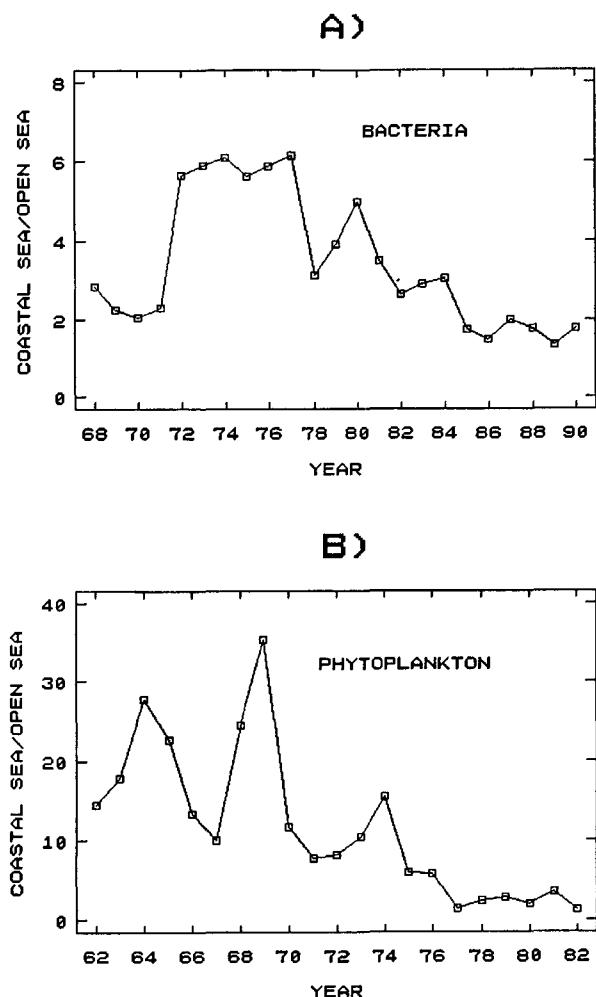 A)
BACTERIA
COASTAL SEA/OPEN SEA
8
6
4
2
0
68 70 72 74 76 78 80 82 84 86 88 90
YEAR
B)
PHYTOPLANKTON
COASTAL SEA/OPEN SEA
40
30
20
10
0
62 64 66 68 70 72 74 76 78 80 82
YEAR